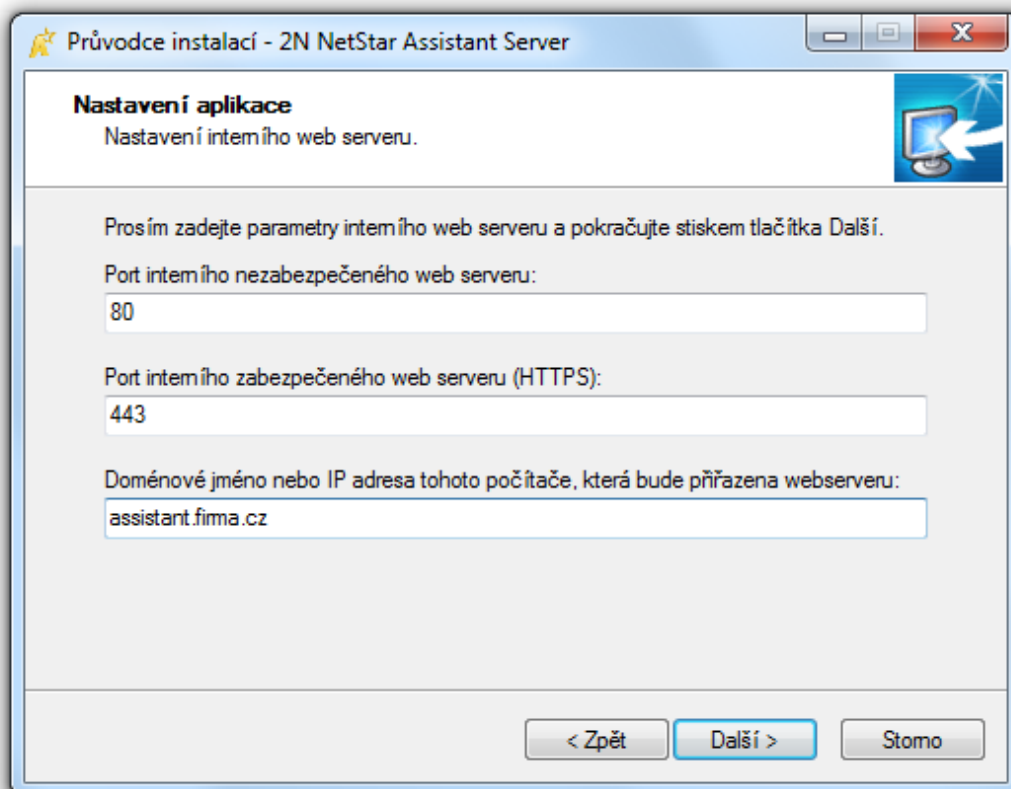 Průvodce instalací - 2N NetStar Assistant Server
Nastavení aplikace
Nastavení interního web serveru.
Prosím zadejte parametry interního web serveru a pokračujte stiskem tlačítka Další.
Port interního nezabezpečeného web serveru:
80
Port interního zabezpečeného web serveru (HTTPS):
443
Doménové jméno nebo IP adresa tohoto počítače, která bude přiřazena webserveru:
assistant.firma.cz
< Zpět Další > Storno